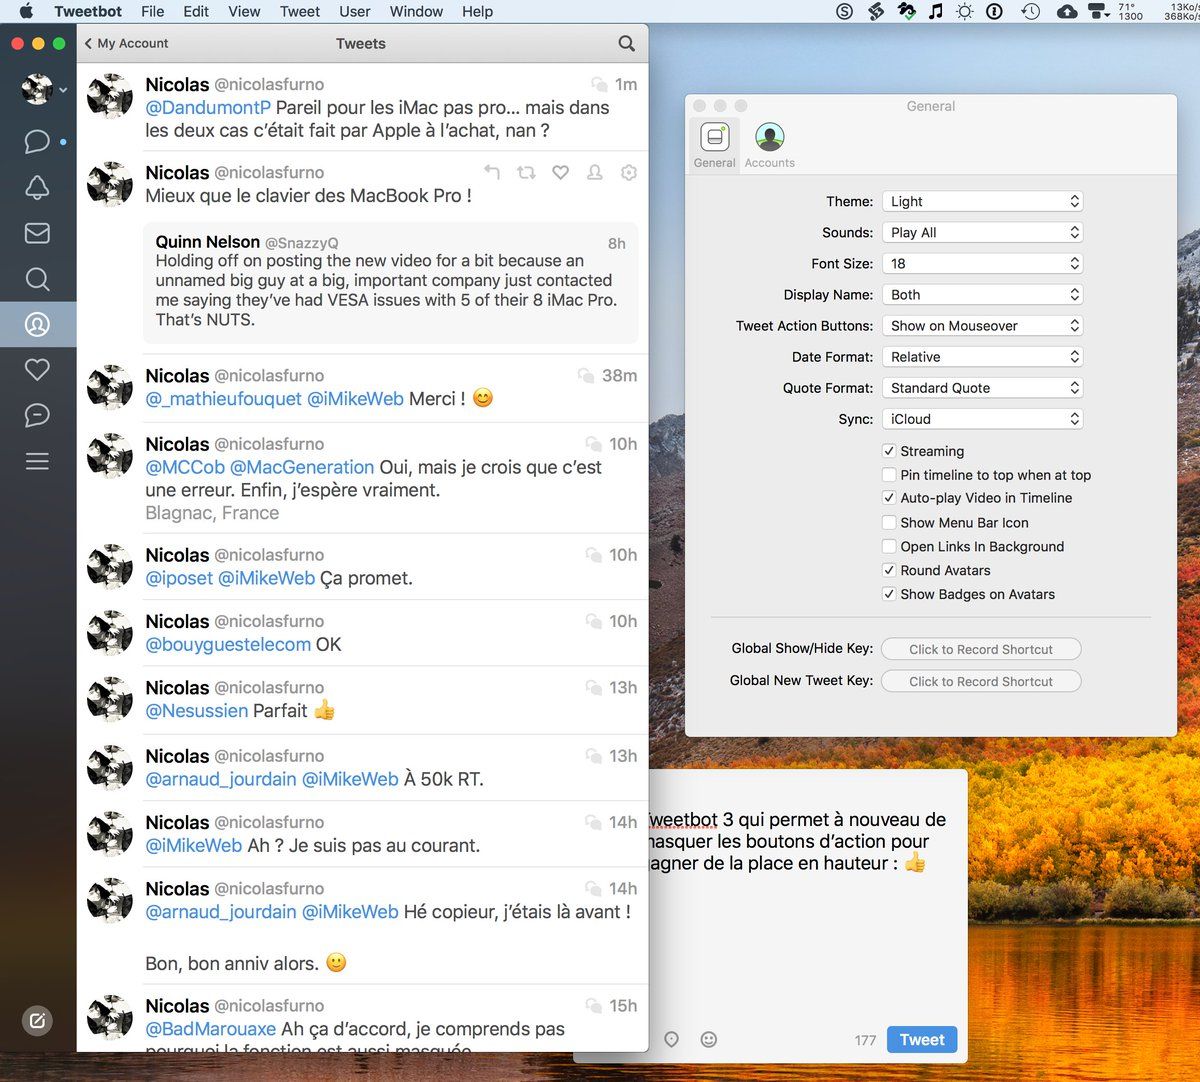 Tweetbot File Edit View Tweet User Window Help
71°
1300
13Ko/s
368Ko/s
My Account
Tweets
Nicolas @nicolasfurno 1m
@DandumontP Pareil pour les iMac pas pro… mais dans
les deux cas c’était fait par Apple à l’achat, nan ?
Nicolas @nicolasfurno
Mieux que le clavier des MacBook Pro !
Quinn Nelson @SnazzyQ 8h
Holding off on posting the new video for a bit because an
unnamed big guy at a big, important company just contacted
me saying they’ve had VESA issues with 5 of their 8 iMac Pro.
That’s NUTS.
Nicolas @nicolasfurno 38m
@_mathieufouquet @iMikeWeb Merci ! 😊
Nicolas @nicolasfurno 10h
@MCCob @MacGeneration Oui, mais je crois que c’est
une erreur. Enfin, j’espère vraiment.
Blagnac, France
Nicolas @nicolasfurno 10h
@iposet @iMikeWeb Ça promet.
Nicolas @nicolasfurno 10h
@bouyguestelecom OK
Nicolas @nicolasfurno 13h
@Nesussien Parfait 👍
Nicolas @nicolasfurno 13h
@arnaud_jourdain @iMikeWeb À 50k RT.
Nicolas @nicolasfurno 14h
@iMikeWeb Ah ? Je suis pas au courant.
Nicolas @nicolasfurno 14h
@arnaud_jourdain @iMikeWeb Hé copieur, j’étais là avant !
Bon, bon anniv alors. 🙂
Nicolas @nicolasfurno 15h
@BadMarouaxe Ah ça d’accord, je comprends pas
pourquoi la fonction est aussi masquée
General
General
Accounts
Theme: Light
Sounds: Play All
Font Size: 18
Display Name: Both
Tweet Action Buttons: Show on Mouseover
Date Format: Relative
Quote Format: Standard Quote
Sync: iCloud
Streaming
Pin timeline to top when at top
Auto-play Video in Timeline
Show Menu Bar Icon
Open Links In Background
Round Avatars
Show Badges on Avatars
Global Show/Hide Key: Click to Record Shortcut
Global New Tweet Key: Click to Record Shortcut
Tweetbot 3 qui permet à nouveau de
masquer les boutons d’action pour
gagner de la place en hauteur : 👍
177
Tweet